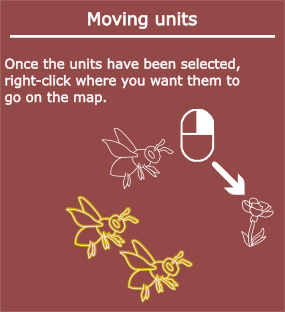 Moving units
Once the units have been selected,
right-click where you want them to
go on the map.